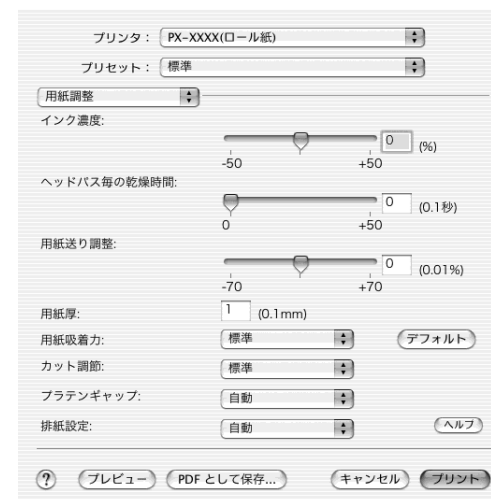 プリンタ： PX-XXXX(ロール紙)
プリセット： 標準
用紙調整
インク濃度:
0 (%)
-50 +50
ヘッドパス毎の乾燥時間:
0 (0.1秒)
0 +50
用紙送り調整:
0 (0.01%)
-70 +70
用紙厚: 1 (0.1mm)
用紙吸着力: 標準 デフォルト
カット調節: 標準
プラテンギャップ: 自動
排紙設定: 自動 ヘルプ
? プレビュー PDF として保存... キャンセル プリント